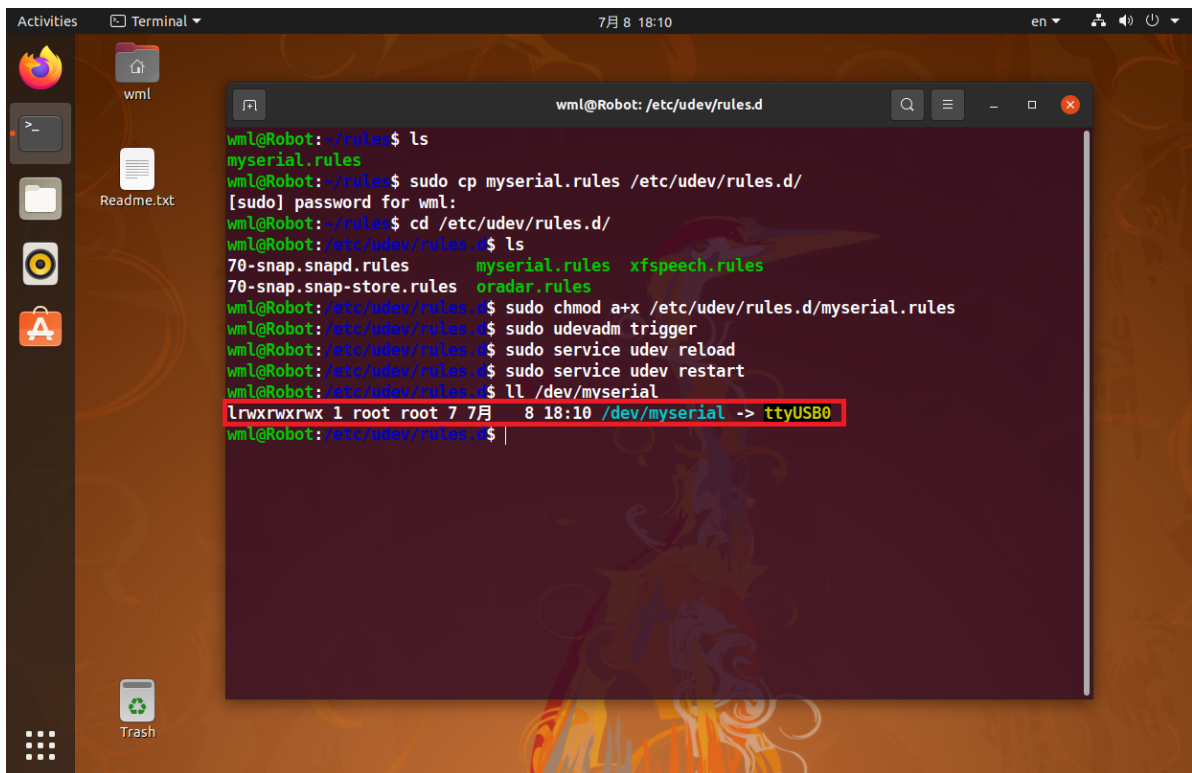 Activities Terminal 7月 8 18:10 en
wml
Readme.txt
wml@Robot: /etc/udev/rules.d
wml@Robot:~/rules$ ls
myserial.rules
wml@Robot:~/rules$ sudo cp myserial.rules /etc/udev/rules.d/
[sudo] password for wml:
wml@Robot:~/rules$ cd /etc/udev/rules.d/
wml@Robot:/etc/udev/rules.d$ ls
70-snap.snapd.rules myserial.rules xfspeech.rules
70-snap.snap-store.rules oradar.rules
wml@Robot:/etc/udev/rules.d$ sudo chmod a+x /etc/udev/rules.d/myserial.rules
wml@Robot:/etc/udev/rules.d$ sudo udevadm trigger
wml@Robot:/etc/udev/rules.d$ sudo service udev reload
wml@Robot:/etc/udev/rules.d$ sudo service udev restart
wml@Robot:/etc/udev/rules.d$ ll /dev/myserial
lrwxrwxrwx 1 root root 7 7月 8 18:10 /dev/myserial -> ttyUSB0
wml@Robot:/etc/udev/rules.d$
Trash